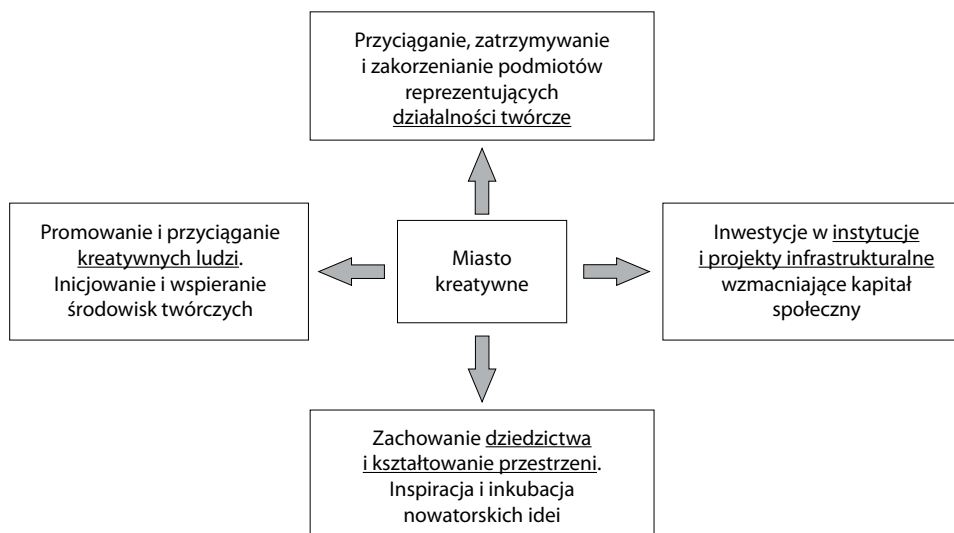 Przyciąganie, zatrzymywanie
i zakorzenianie podmiotów
reprezentujących
działalności twórcze
Promowanie i przyciąganie
kreatywnych ludzi.
Inicjowanie i wspieranie
środowisk twórczych
Miasto
kreatywne
Inwestycje w instytucje
i projekty infrastrukturalne
wzmacniające kapitał
społeczny
Zachowanie dziedzictwa
i kształtowanie przestrzeni.
Inspiracja i inkubacja
nowatorskich idei